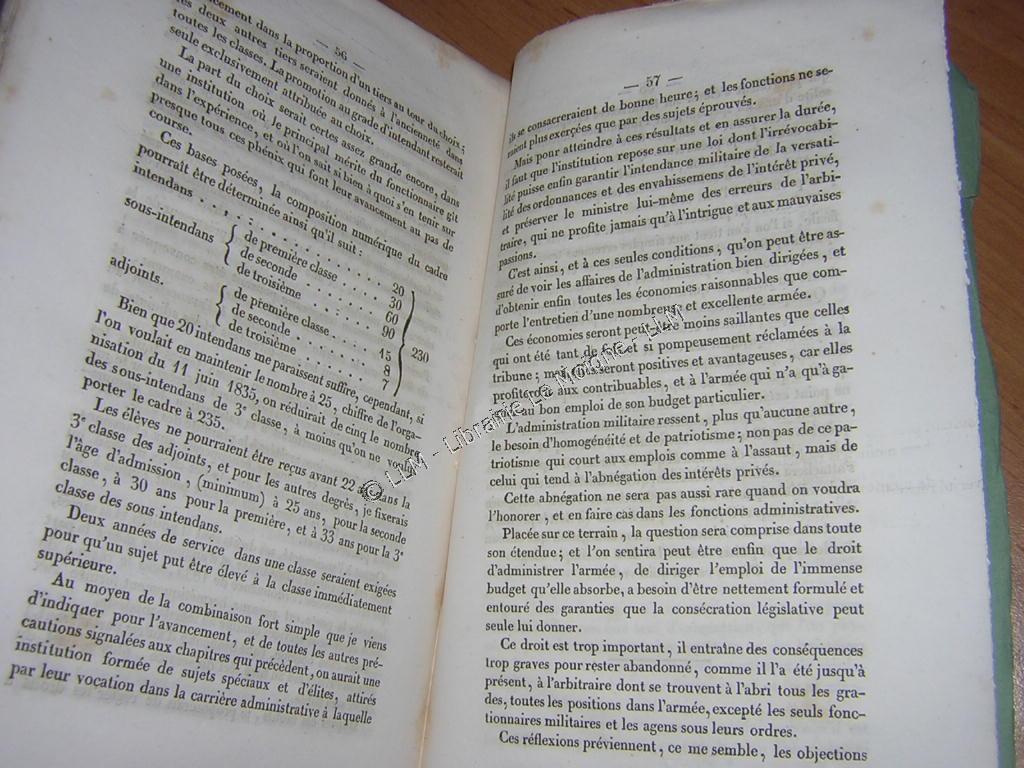 — 56 —
cement dans la proportion d'un tiers au tour du choix;
les deux autres tiers seraient donnés à l'ancienneté dans
toutes les classes. La promotion au grade d'intendant resterait
seule exclusivement attribuée au choix.
La part du choix serait certes assez grande encore, dans
une institution où le principal mérite du fonctionnaire gît
dans l'expérience, et où l'on sait si bien à quoi s'en tenir sur
presque tous ces phénix qui font leur avancement au pas de
course.
Ces bases posées, la composition numérique du cadre
pourrait être déterminée ainsi qu'il suit :
intendans . . . . . . . . . . 20
sous-intendans { de première classe . . . 30
de seconde . . . . 60
de troisième . . . . 90
adjoints. { de première classe. . . 15
de seconde . . . . 8
de troisième . . . . 7
} 230
Bien que 20 intendans me paraissent suffire, cependant, si
l'on voulait en maintenir le nombre à 25, chiffre de l'orga-
nisation du 11 juin 1835, on réduirait de cinq le nombre
des sous-intendans de 3e classe, à moins qu'on ne voulût
porter le cadre à 235.
Les élèves ne pourraient être reçus avant 22 dans la
3e classe des adjoints, et pour les autres degrés, je fixerais
l'âge d'admission, (minimum) à 25 ans, pour la seconde
classe, à 30 ans pour la première, et à 33 ans pour la 3e
classe des sous intendans.
Deux années de service dans une classe seraient exigées
pour qu'un sujet put être élevé à la classe immédiatement
supérieure.
Au moyen de la combinaison fort simple que je viens
d'indiquer pour l'avancement, et de toutes les autres pré-
cautions signalées aux chapitres qui précèdent, on aurait une
institution formée de sujets spéciaux et d'élites, attirés
par leur vocation dans la carrière administrative à laquelle
— 57 —
ils se consacreraient de bonne heure; et les fonctions ne se-
raient plus exercées que par des sujets éprouvés.
Mais pour atteindre à ces résultats et en assurer la durée,
il faut que l'institution repose sur une loi dont l'irrévocabi-
lité puisse enfin garantir l'intendance militaire de la versati-
lité des ordonnances et des envahissemens de l'intérêt privé,
et préserver le ministre lui-même des erreurs de l'arbi-
traire, qui ne profite jamais qu'à l'intrigue et aux mauvaises
passions.
C'est ainsi, et à ces seules conditions, qu'on peut être as-
suré de voir les affaires de l'administration bien dirigées, et
d'obtenir enfin toutes les économies raisonnables que com-
porte l'entretien d'une nombreuse et excellente armée.
Ces économies seront peut être moins saillantes que celles
qui ont été tant de fois et si pompeusement réclamées à la
tribune; mais elles seront positives et avantageuses, car elles
profiteront aux contribuables, et à l'armée qui n'a qu'à ga-
gner au bon emploi de son budget particulier.
L'administration militaire ressent, plus qu'aucune autre,
le besoin d'homogénéité et de patriotisme; non pas de ce pa-
triotisme qui court aux emplois comme à l'assaut, mais de
celui qui tend à l'abnégation des intérêts privés.
Cette abnégation ne sera pas aussi rare quand on voudra
l'honorer, et en faire cas dans les fonctions administratives.
Placée sur ce terrain, la question sera comprise dans toute
son étendue; et l'on sentira peut être enfin que le droit
d'administrer l'armée, de diriger l'emploi de l'immense
budget qu'elle absorbe, a besoin d'être nettement formulé et
entouré des garanties que la consécration législative peut
seule lui donner.
Ce droit est trop important, il entraîne des conséquences
trop graves pour rester abandonné, comme il l'a été jusqu'à
présent, à l'arbitraire dont se trouvent à l'abri tous les gra-
des, toutes les positions dans l'armée, excepté les seuls fonc-
tionnaires militaires et les agens sous leurs ordres.
Ces réflexions préviennent, ce me semble, les objections
© LLM - Librairie Le Moinne - LLM